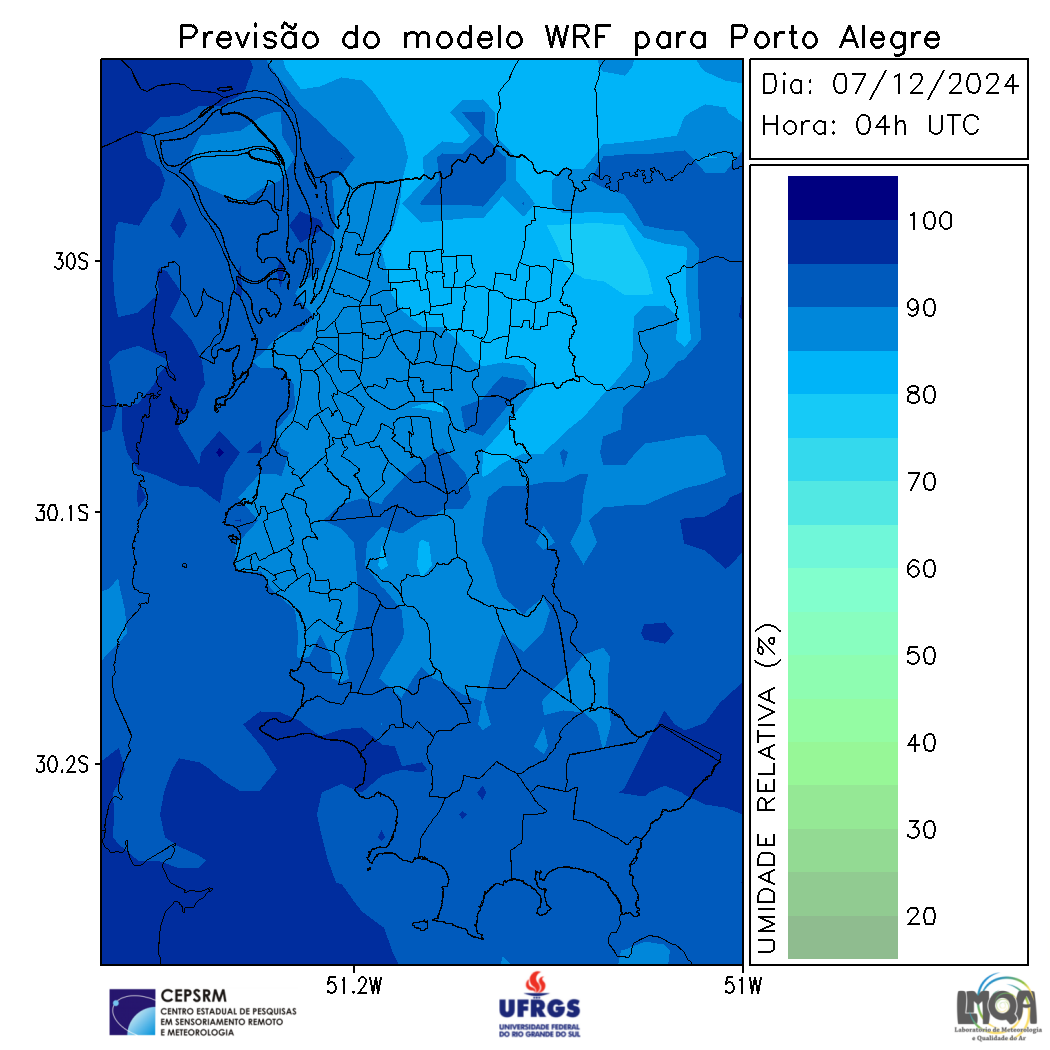 Previsão do modelo WRF para Porto Alegre
Dia: 07/12/2024
Hora: 04h UTC
30S
30.1S
30.2S
51.2W
51W
UMIDADE RELATIVA (%)
100
90
80
70
60
50
40
30
20
CEPSRM
CENTRO ESTADUAL DE PESQUISAS
EM SENSORIAMENTO REMOTO
E METEOROLOGIA
UFRGS
UNIVERSIDADE FEDERAL
DO RIO GRANDE DO SUL
LMQA
Laboratório de Meteorologia
e Qualidade do Ar